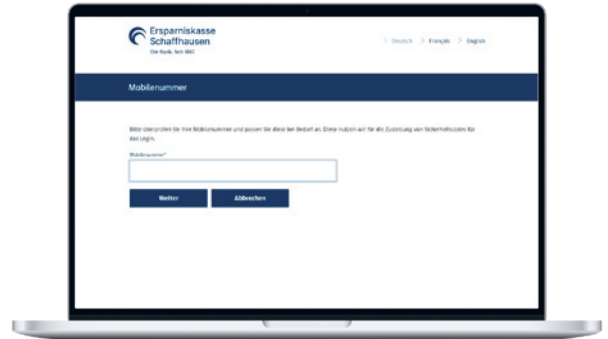 Ersparniskasse
Schaffhausen
Die Bank. Seit 1817.
Deutsch Français English
Mobilenummer
Bitte überprüfen Sie Ihre Mobilenummer und passen Sie diese bei Bedarf an. Diese nutzen wir für die Zustellung von Sicherheitscodes für
das Login.
Mobilenummer*
Weiter Abbrechen